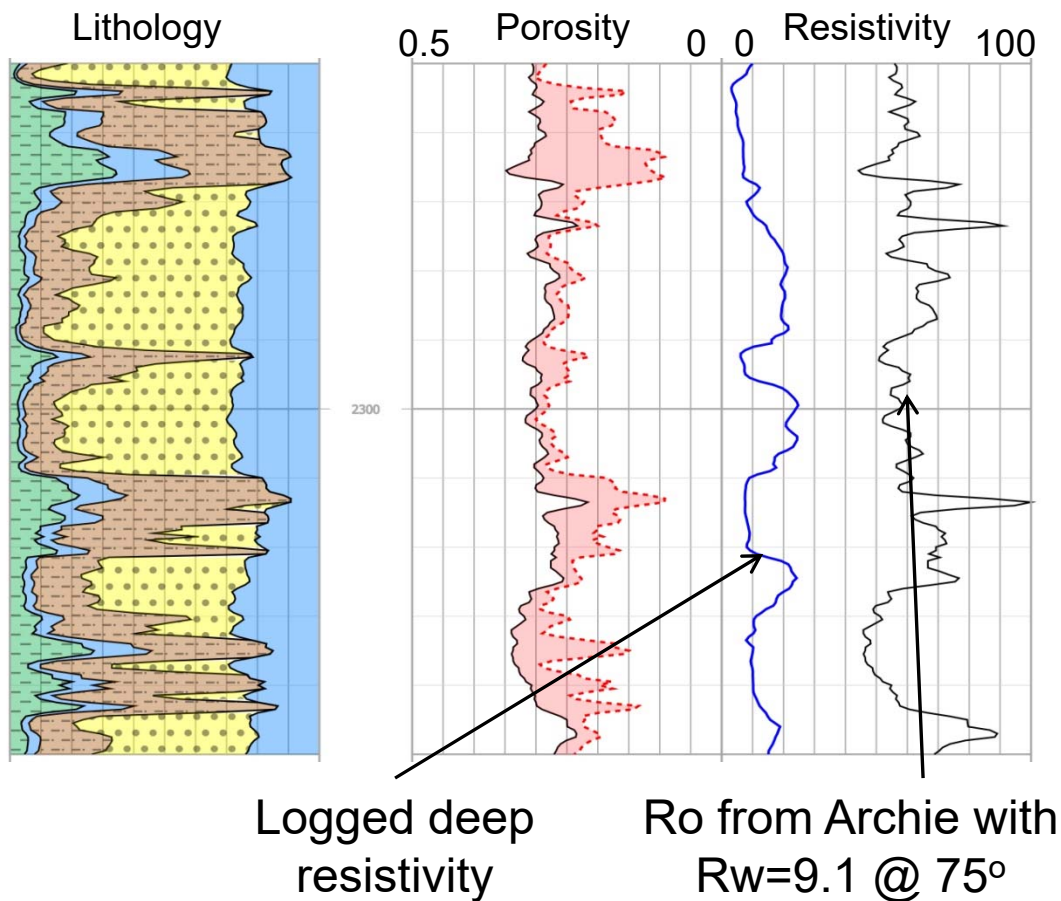 Lithology Porosity Resistivity
0.5 0 0 100
2300
Logged deep
resistivity
Ro from Archie with
Rw=9.1 @ 75º